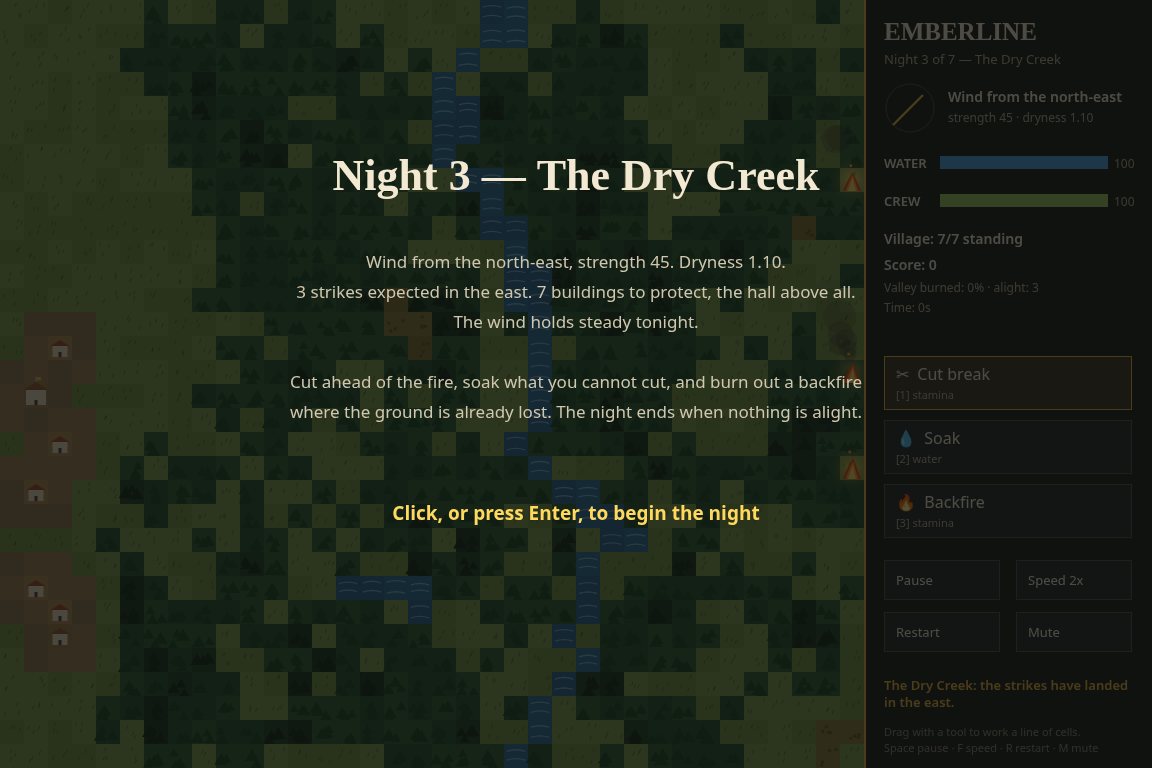 Night 3 — The Dry Creek
Wind from the north-east, strength 45. Dryness 1.10.
3 strikes expected in the east. 7 buildings to protect, the hall above all.
The wind holds steady tonight.
Cut ahead of the fire, soak what you cannot cut, and burn out a backfire
where the ground is already lost. The night ends when nothing is alight.
Click, or press Enter, to begin the night
EMBERLINE
Night 3 of 7 — The Dry Creek
Wind from the north-east
strength 45 · dryness 1.10
WATER 100
CREW 100
Village: 7/7 standing
Score: 0
Valley burned: 0% · alight: 3
Time: 0s
Cut break
[1] stamina
Soak
[2] water
Backfire
[3] stamina
Pause
Speed 2x
Restart
Mute
The Dry Creek: the strikes have landed
in the east.
Drag with a tool to work a line of cells.
Space pause · F speed · R restart · M mute